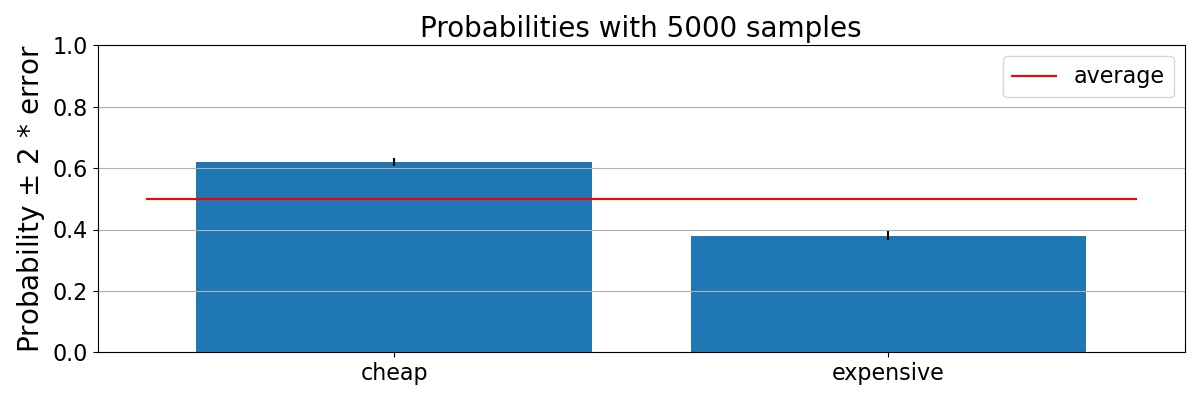 Probabilities with 5000 samples
Probability ± 2 * error
1.0
0.8
0.6
0.4
0.2
0.0
average
cheap
expensive